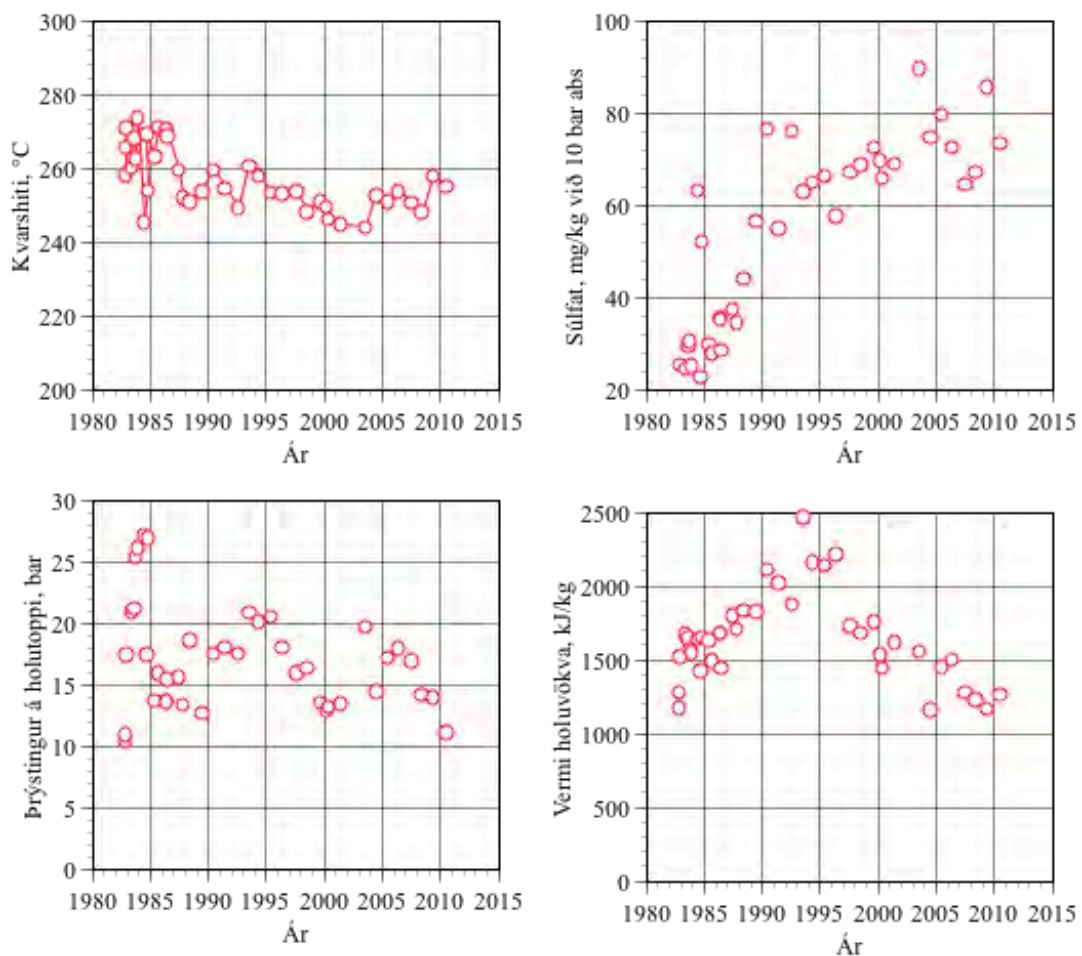 Kvarshiti, °C
300
280
260
240
220
200
1980 1985 1990 1995 2000 2005 2010 2015
Ár
Súlfat, mg/kg við 10 bar abs
100
80
60
40
20
1980 1985 1990 1995 2000 2005 2010 2015
Ár
Þrýstingur á holutoppi, bar
30
25
20
15
10
5
0
1980 1985 1990 1995 2000 2005 2010 2015
Ár
Vermi holuvökva, kJ/kg
2500
2000
1500
1000
500
0
1980 1985 1990 1995 2000 2005 2010 2015
Ár